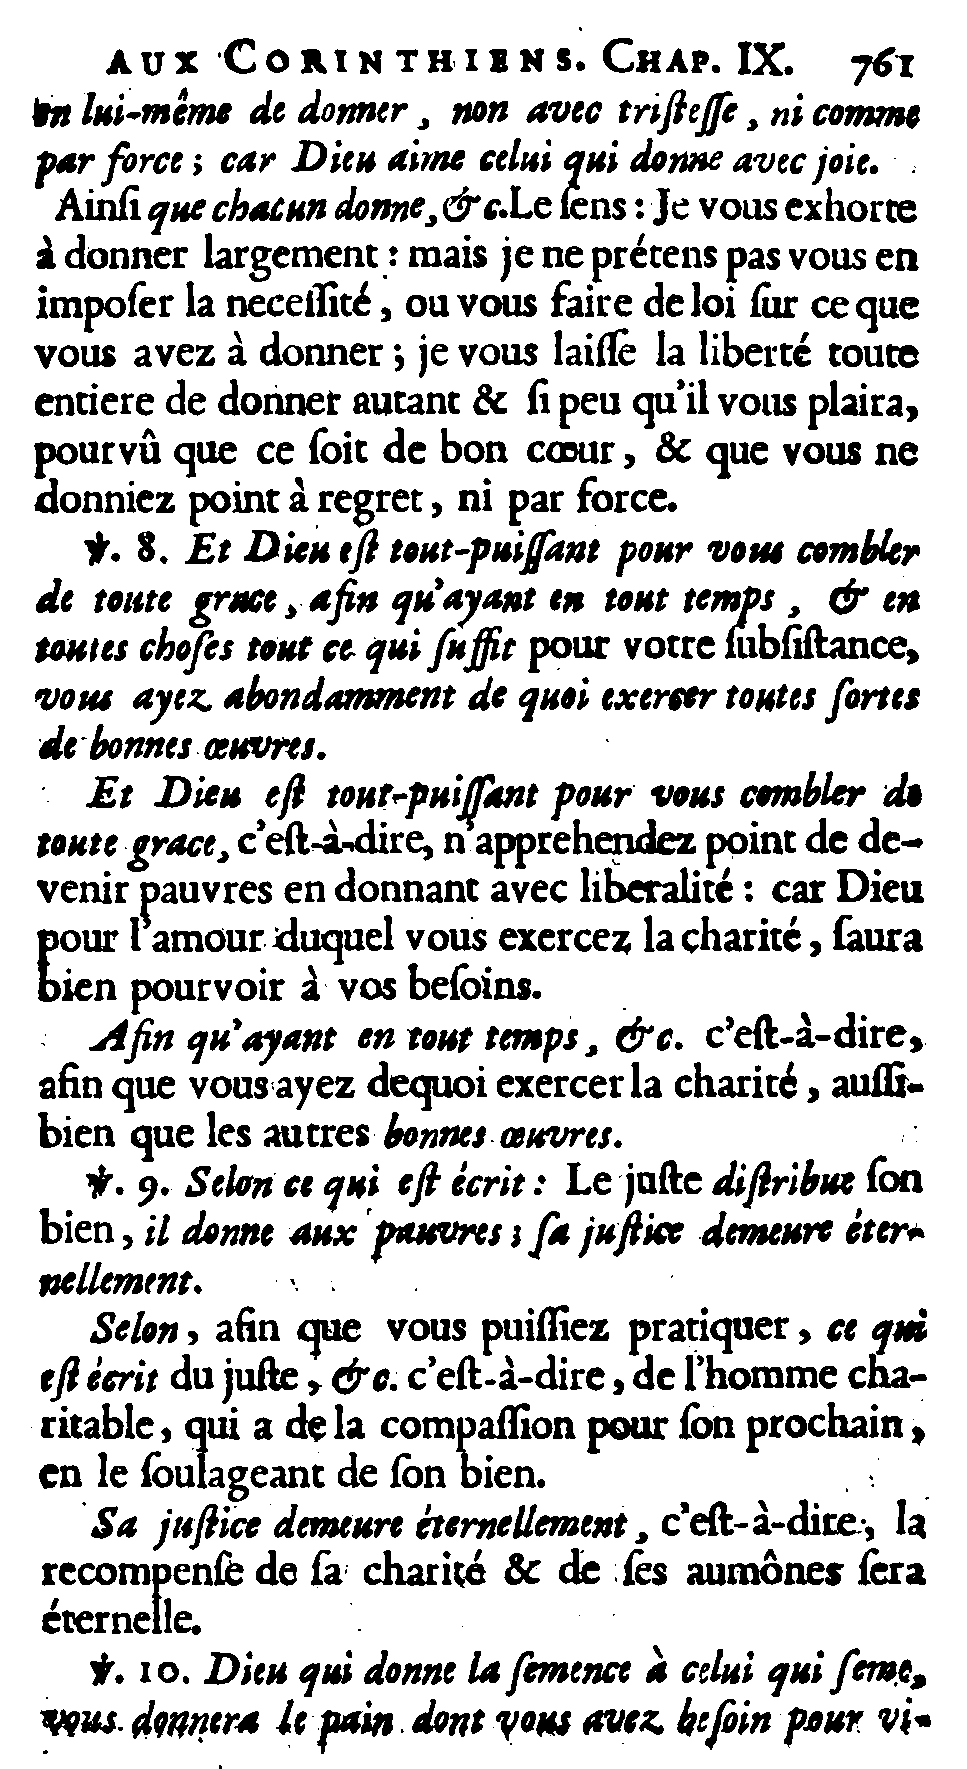 AUX CORINTHIENS. CHAP. IX. 761
en lui-même de donner, non avec tristesse, ni comme
par force; car Dieu aime celui qui donne avec joie.
Ainſi que chacun donne, &c. Le ſens: Je vous exhorte
à donner largement: mais je ne prétens pas vous en
impoſer la neceſſité, ou vous faire de loi ſur ce que
vous avez à donner; je vous laiſſe la liberté toute
entiere de donner autant & ſi peu qu'il vous plaira,
pourvû que ce ſoit de bon cœur, & que vous ne
donniez point à regret, ni par force.
℣. 8. Et Dieu eſt tout-puiſſant pour vous combler
de toute grace, afin qu'ayant en tout temps, & en
toutes choſes tout ce qui ſuffit pour votre ſubſiſtance,
vous ayez abondamment de quoi exercer toutes ſortes
de bonnes œuvres.
Et Dieu eſt tout-puiſſant pour vous combler de
toute grace, c'eſt-à-dire, n'apprehendez point de de-
venir pauvres en donnant avec liberalité: car Dieu
pour l'amour duquel vous exercez la charité, ſaura
bien pourvoir à vos beſoins.
Afin qu'ayant en tout temps, &c. c'eſt-à-dire,
afin que vous ayez dequoi exercer la charité, auſſi-
bien que les autres bonnes œuvres.
℣. 9. Selon ce qui eſt écrit: Le juſte diſtribue ſon
bien, il donne aux pauvres; ſa juſtice demeure éter-
nellement.
Selon, afin que vous puiſſiez pratiquer, ce qui
eſt écrit du juſte, &c. c'eſt-à-dire, de l'homme cha-
ritable, qui a de la compaſſion pour ſon prochain,
en le ſoulageant de ſon bien.
Sa juſtice demeure éternellement, c'eſt-à-dire, la
recompenſe de ſa charité & de ſes aumônes ſera
éternelle.
℣. 10. Dieu qui donne la ſemence à celui qui ſeme,
vous donnera le pain dont vous avez beſoin pour vi-